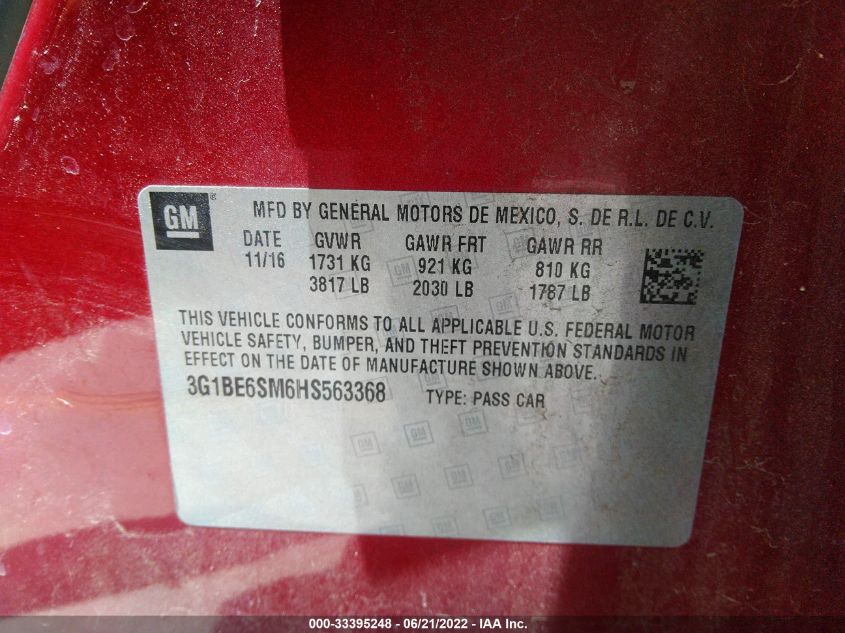 GM ® MFD BY GENERAL MOTORS DE MEXICO, S. DE R.L. DE C.V.
DATE GVWR GAWR FRT GAWR RR
11/16 1731 KG 921 KG 810 KG
3817 LB 2030 LB 1787 LB
THIS VEHICLE CONFORMS TO ALL APPLICABLE U.S. FEDERAL MOTOR
VEHICLE SAFETY, BUMPER, AND THEFT PREVENTION STANDARDS IN
EFFECT ON THE DATE OF MANUFACTURE SHOWN ABOVE.
3G1BE6SM6HS563368 TYPE: PASS CAR
000-33395248 - 06/21/2022 - IAA Inc.